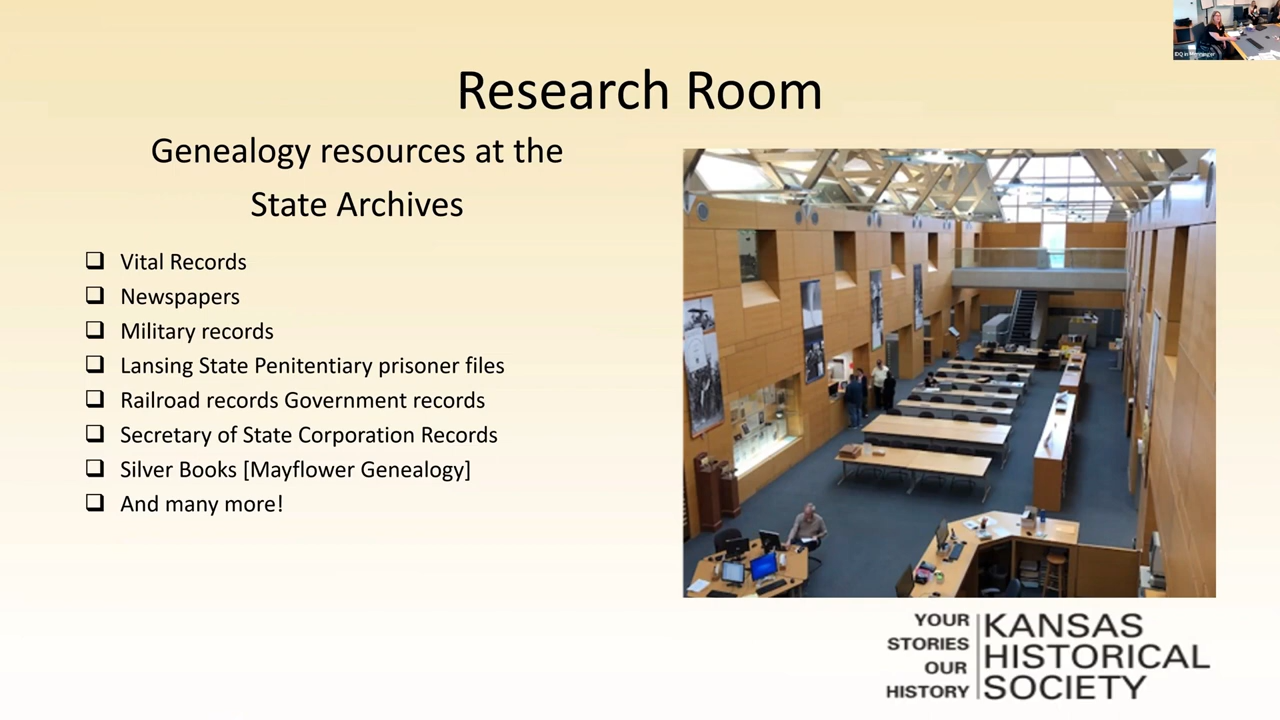 Research Room
Genealogy resources at the
State Archives
❑ Vital Records
❑ Newspapers
❑ Military records
❑ Lansing State Penitentiary prisoner files
❑ Railroad records Government records
❑ Secretary of State Corporation Records
❑ Silver Books [Mayflower Genealogy]
❑ And many more!
YOUR
STORIES
OUR
HISTORY
KANSAS
HISTORICAL
SOCIETY